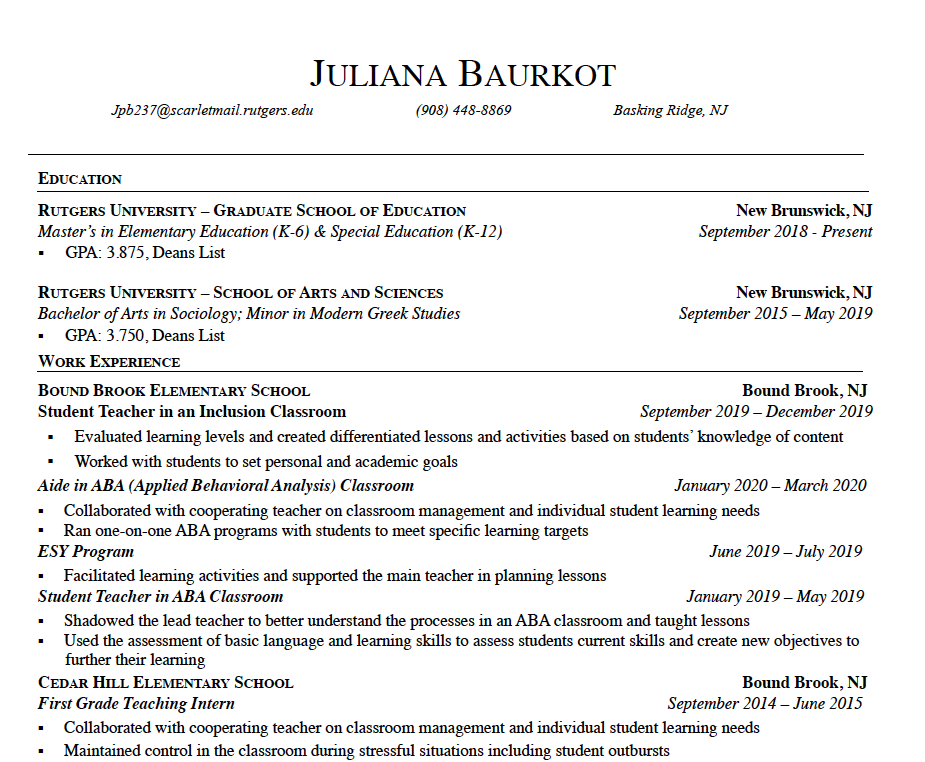 JULIANA BAURKOT
Jpb237@scarletmail.rutgers.edu (908) 448-8869 Basking Ridge, NJ
EDUCATION
RUTGERS UNIVERSITY – GRADUATE SCHOOL OF EDUCATION New Brunswick, NJ
Master's in Elementary Education (K-6) & Special Education (K-12) September 2018 - Present
▪ GPA: 3.875, Deans List
RUTGERS UNIVERSITY – SCHOOL OF ARTS AND SCIENCES New Brunswick, NJ
Bachelor of Arts in Sociology; Minor in Modern Greek Studies September 2015 – May 2019
▪ GPA: 3.750, Deans List
WORK EXPERIENCE
BOUND BROOK ELEMENTARY SCHOOL Bound Brook, NJ
Student Teacher in an Inclusion Classroom September 2019 – December 2019
▪ Evaluated learning levels and created differentiated lessons and activities based on students' knowledge of content
▪ Worked with students to set personal and academic goals
Aide in ABA (Applied Behavioral Analysis) Classroom January 2020 – March 2020
▪ Collaborated with cooperating teacher on classroom management and individual student learning needs
▪ Ran one-on-one ABA programs with students to meet specific learning targets
ESY Program June 2019 – July 2019
▪ Facilitated learning activities and supported the main teacher in planning lessons
Student Teacher in ABA Classroom January 2019 – May 2019
▪ Shadowed the lead teacher to better understand the processes in an ABA classroom and taught lessons
▪ Used the assessment of basic language and learning skills to assess students current skills and create new objectives to
further their learning
CEDAR HILL ELEMENTARY SCHOOL Bound Brook, NJ
First Grade Teaching Intern September 2014 – June 2015
▪ Collaborated with cooperating teacher on classroom management and individual student learning needs
▪ Maintained control in the classroom during stressful situations including student outbursts